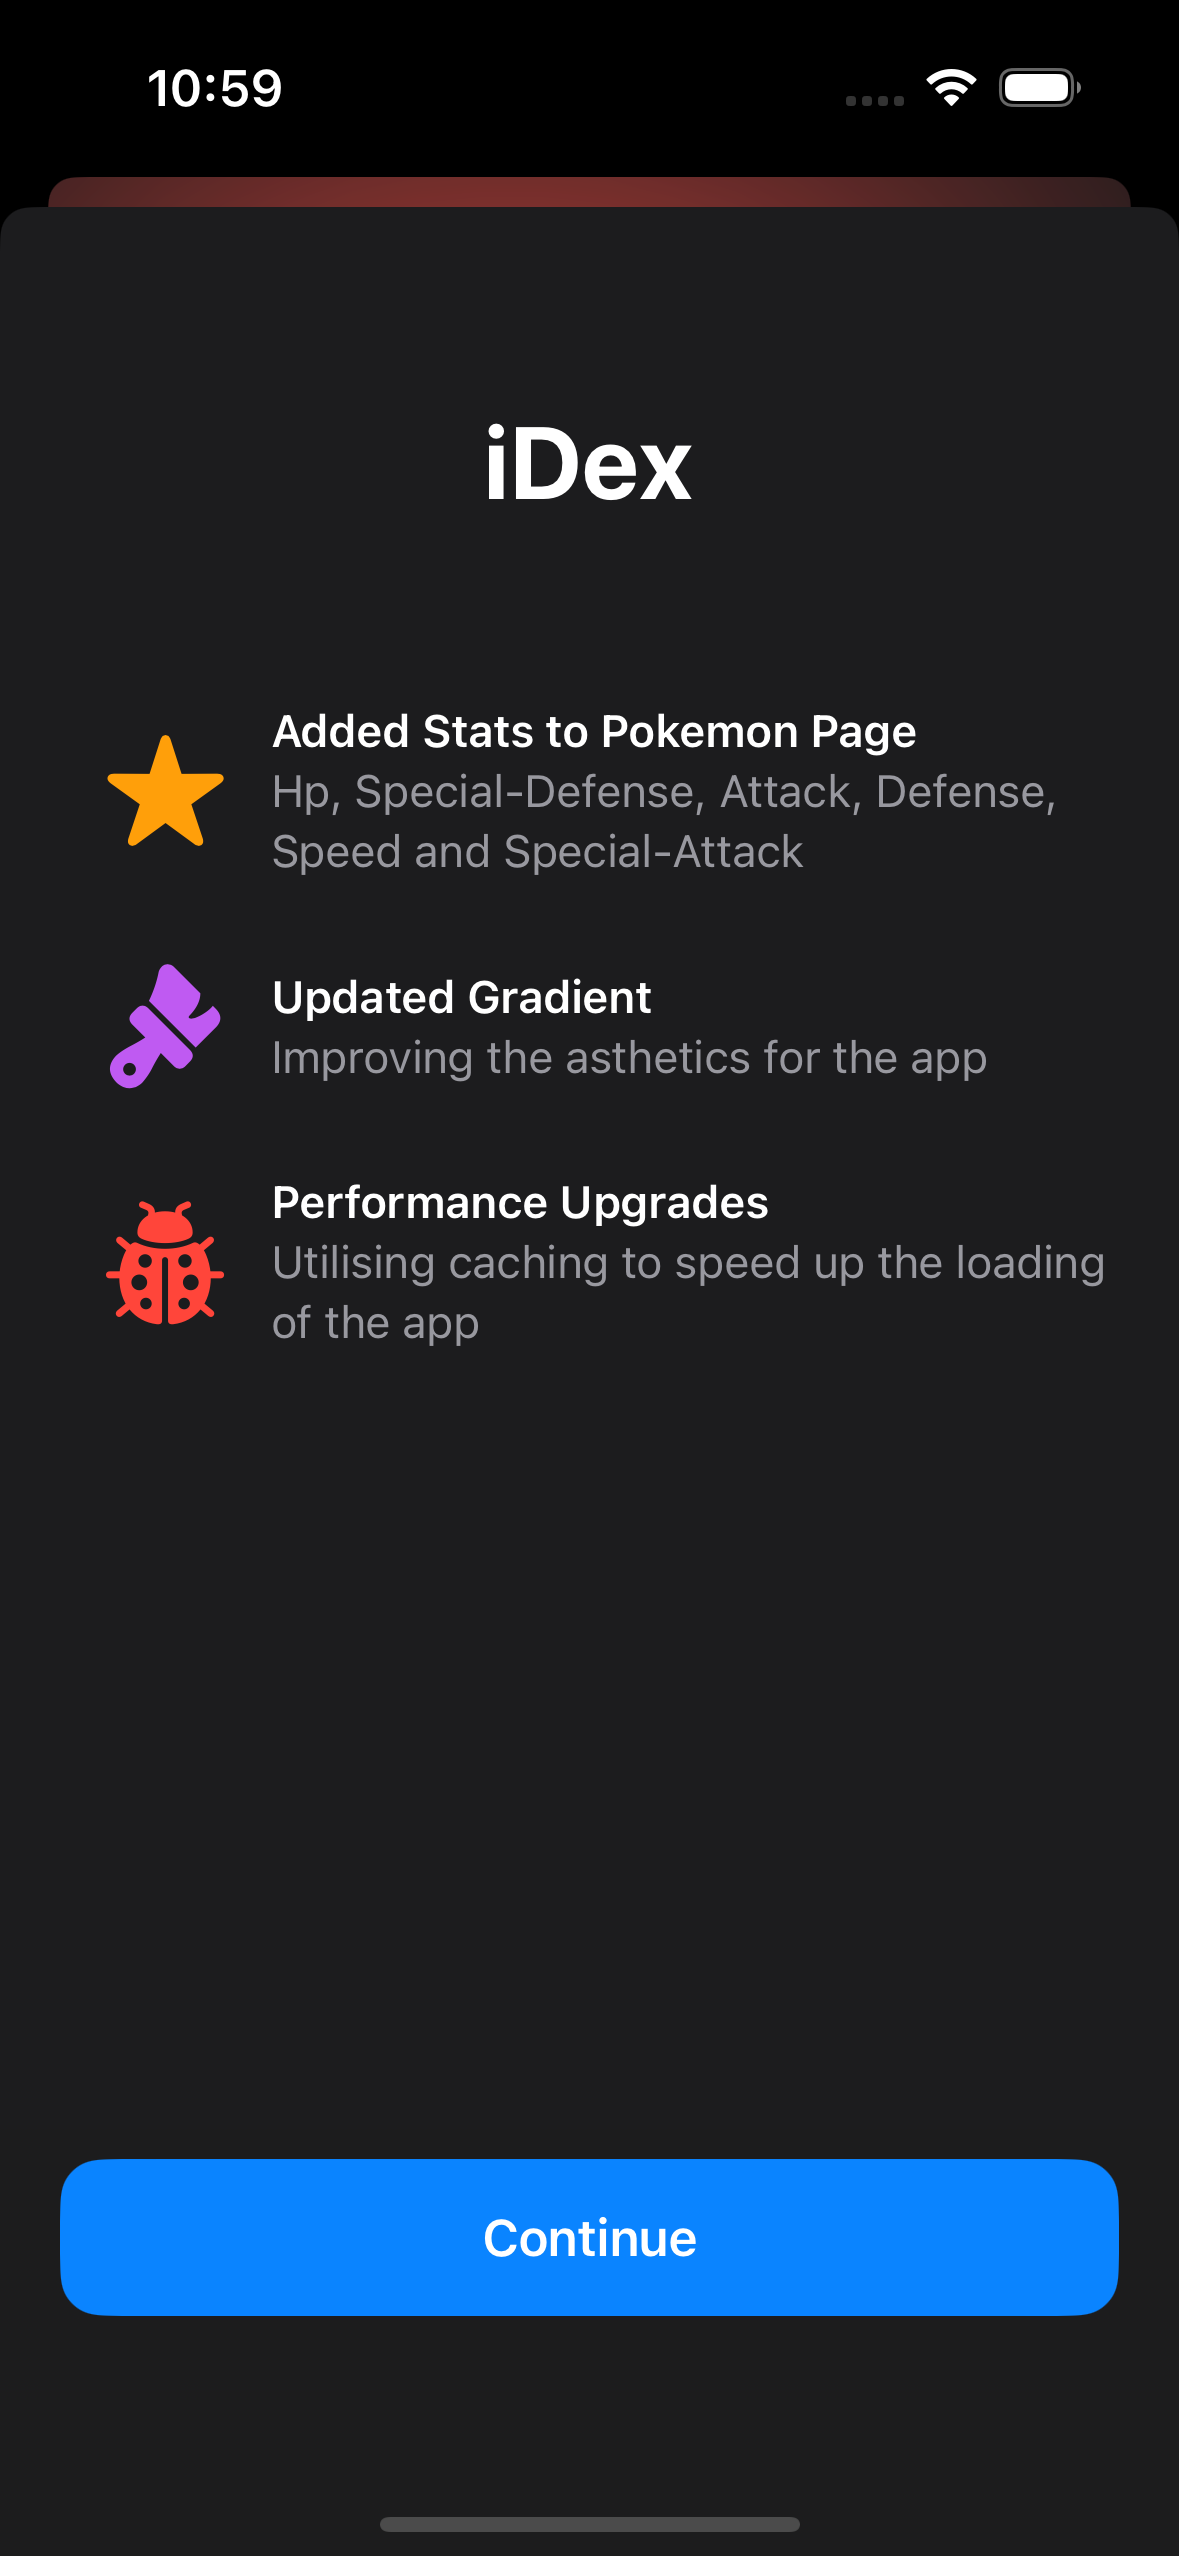 10:59
iDex
Added Stats to Pokemon Page
Hp, Special-Defense, Attack, Defense,
Speed and Special-Attack
Updated Gradient
Improving the asthetics for the app
Performance Upgrades
Utilising caching to speed up the loading
of the app
Continue